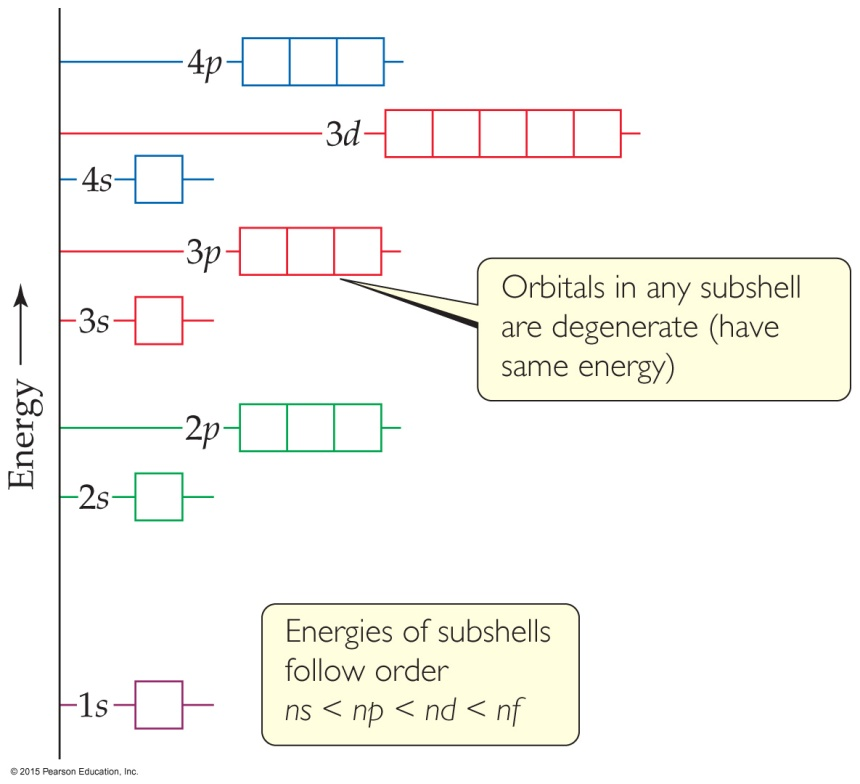 4p
3d
4s
3p
Orbitals in any subshell
are degenerate (have
same energy)
3s
Energy
2p
2s
Energies of subshells
follow order
ns < np < nd < nf
1s
© 2015 Pearson Education, Inc.